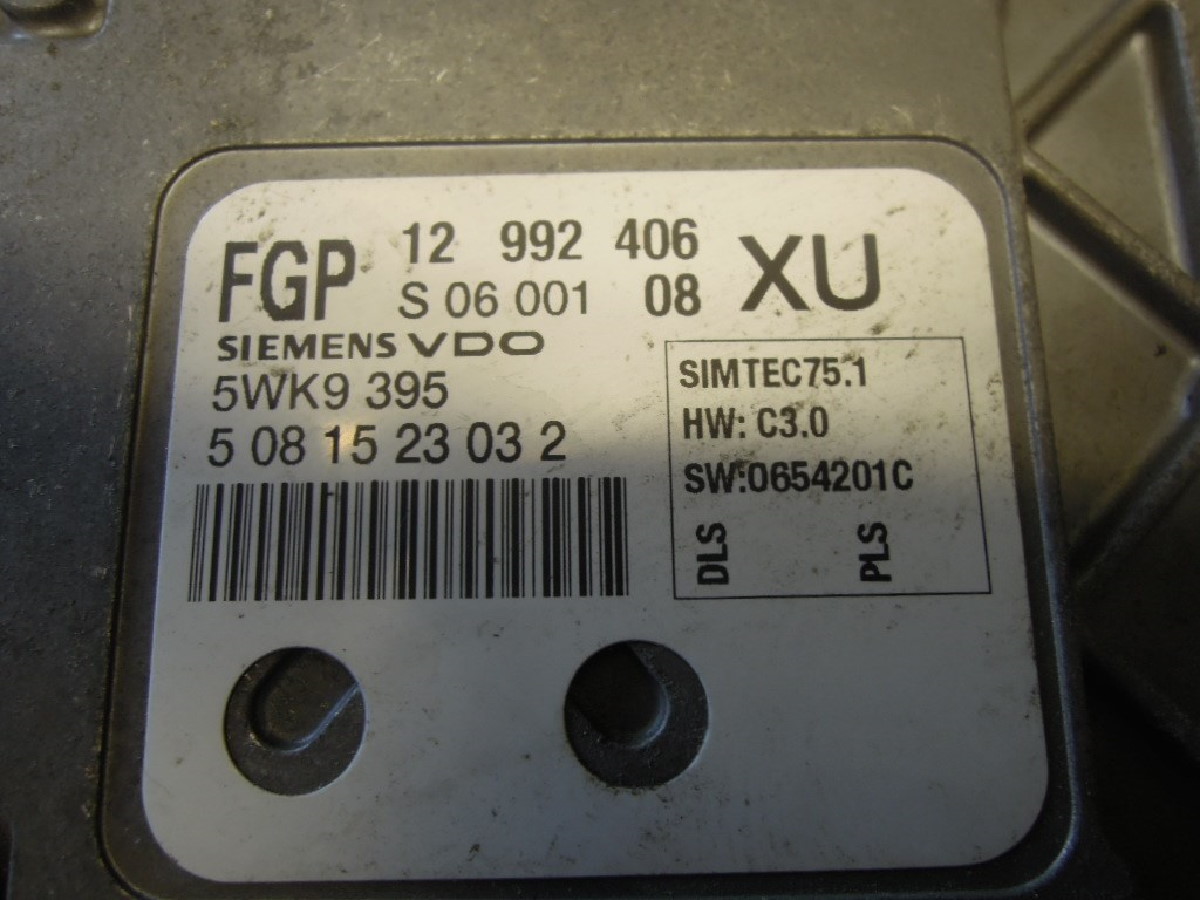 FGP 12 992 406 XU
S 06 001 08
SIEMENS VDO
5WK9 395
5 08 15 23 03 2
SIMTEC75.1
HW: C3.0
SW:0654201C
DLS PLS